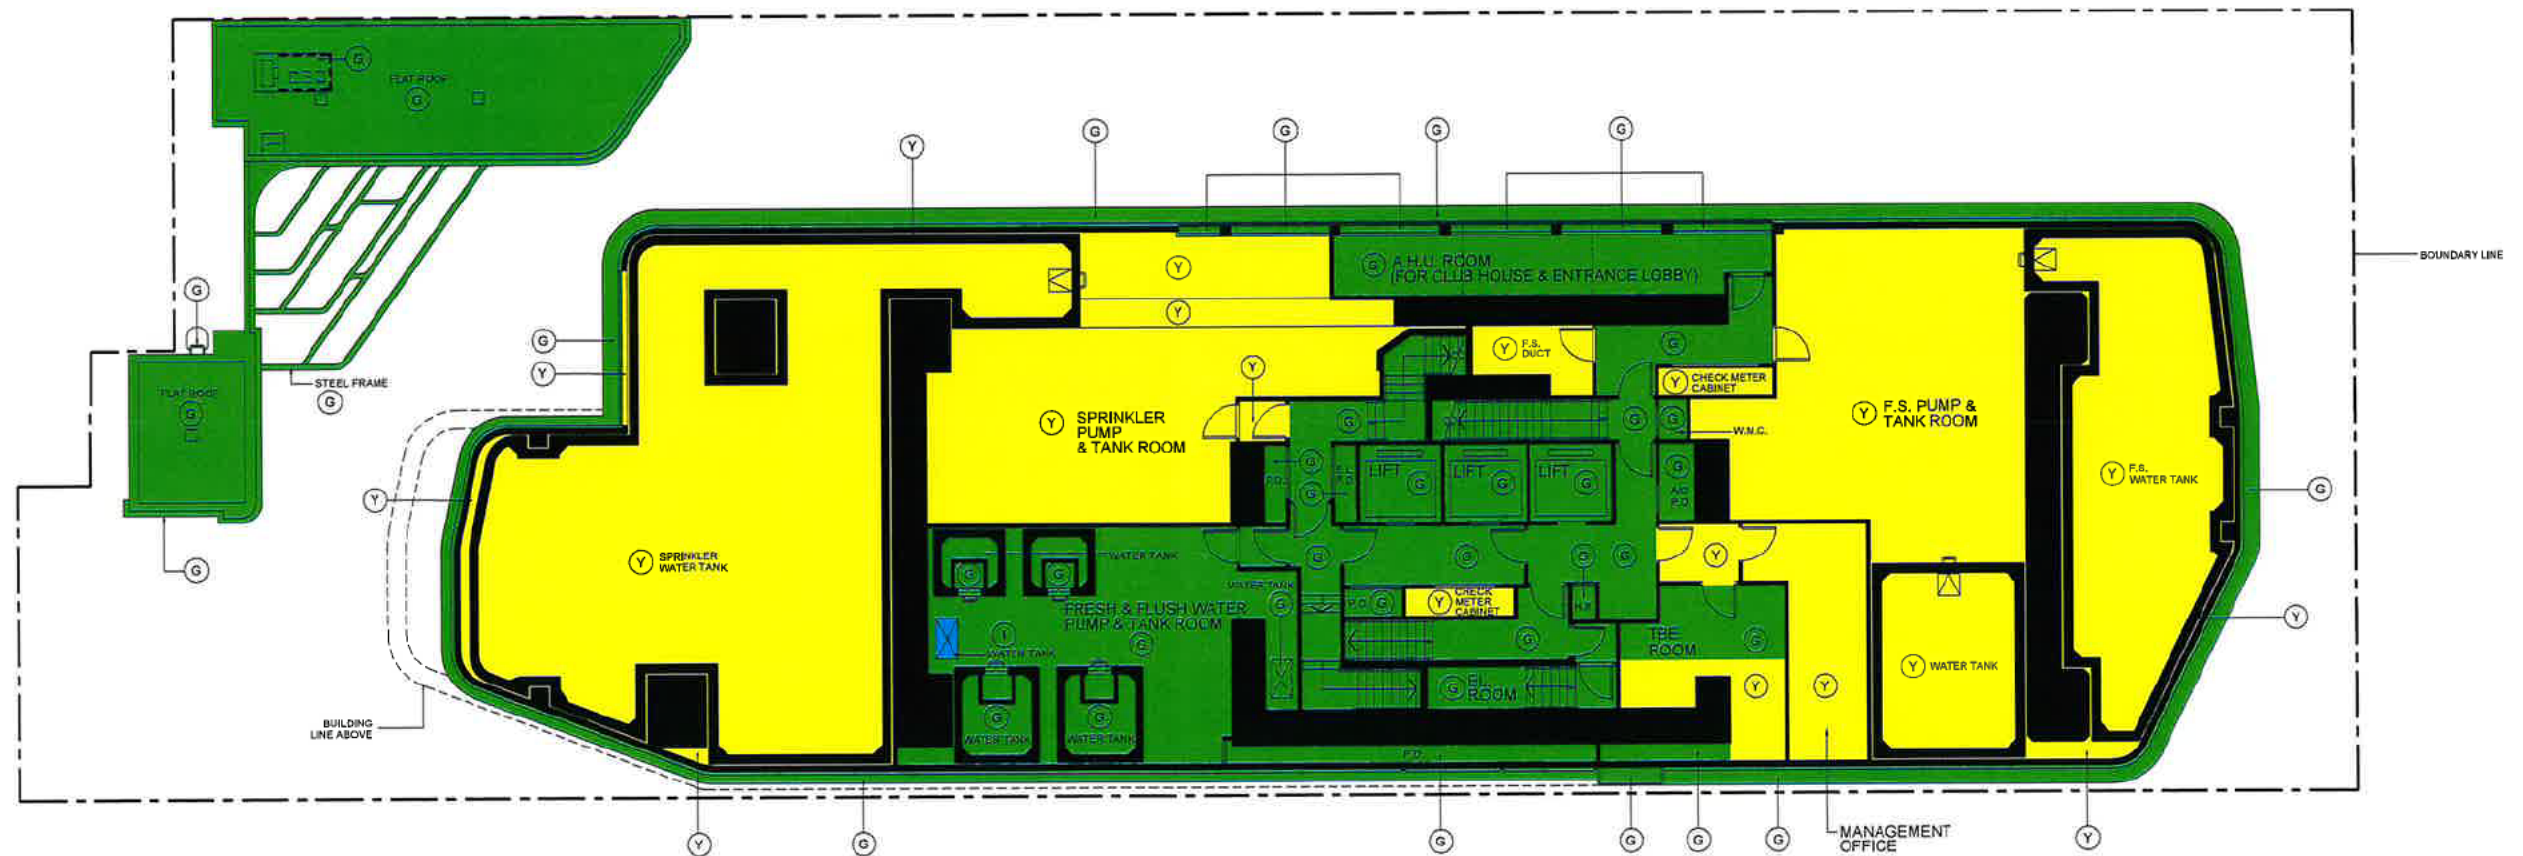 FLAT ROOF
G
G
Y
G
G
G
G
BOUNDARY LINE
G
A.H.U. ROOM
(FOR CLUB HOUSE & ENTRANCE LOBBY)
Y
G
Y
G
Y
STEEL FRAME
G
FLAT ROOF
G
Y
F.S.
DUCT
G
Y
Y
CHECK METER
CABINET
Y
SPRINKLER
PUMP
& TANK ROOM
G
G
G
W.N.C.
Y
F.S. PUMP &
TANK ROOM
Y
F.S.
WATER TANK
LIFT
G
LIFT
G
LIFT
G
G
P.D.
G
G
A/C
P.D.
Y
G
G
Y
SPRINKLER
WATER TANK
WATER TANK
G
G
WATER TANK
G
G
G
G
G
Y
FRESH & FLUSH WATER
PUMP & TANK ROOM
G
G
I
WATER TANK
P.D.
G
Y
CHECK
METER
CABINET
H.R.
G
TBE
ROOM
G
Y
Y
WATER TANK
Y
Y
G
EL.
ROOM
G
WATER TANK
G
WATER TANK
P.D.
BUILDING
LINE ABOVE
Y
G
G
G
G
G
MANAGEMENT
OFFICE
Y